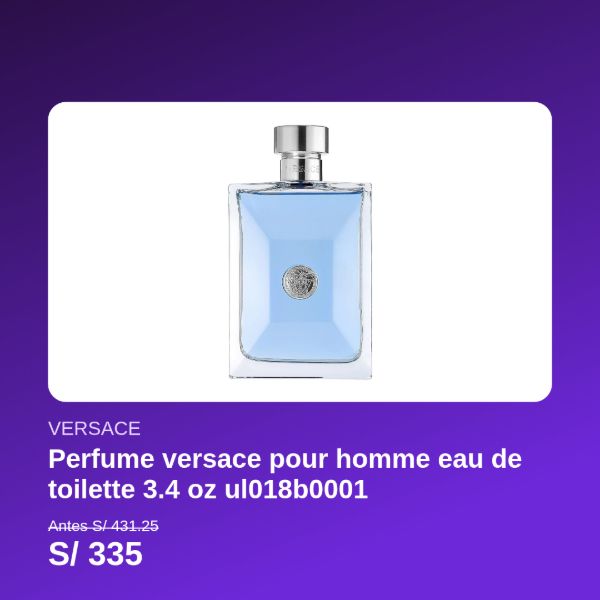 VERSACE
Perfume versace pour homme eau de
toilette 3.4 oz ul018b0001
Antes S/ 431.25
S/ 335